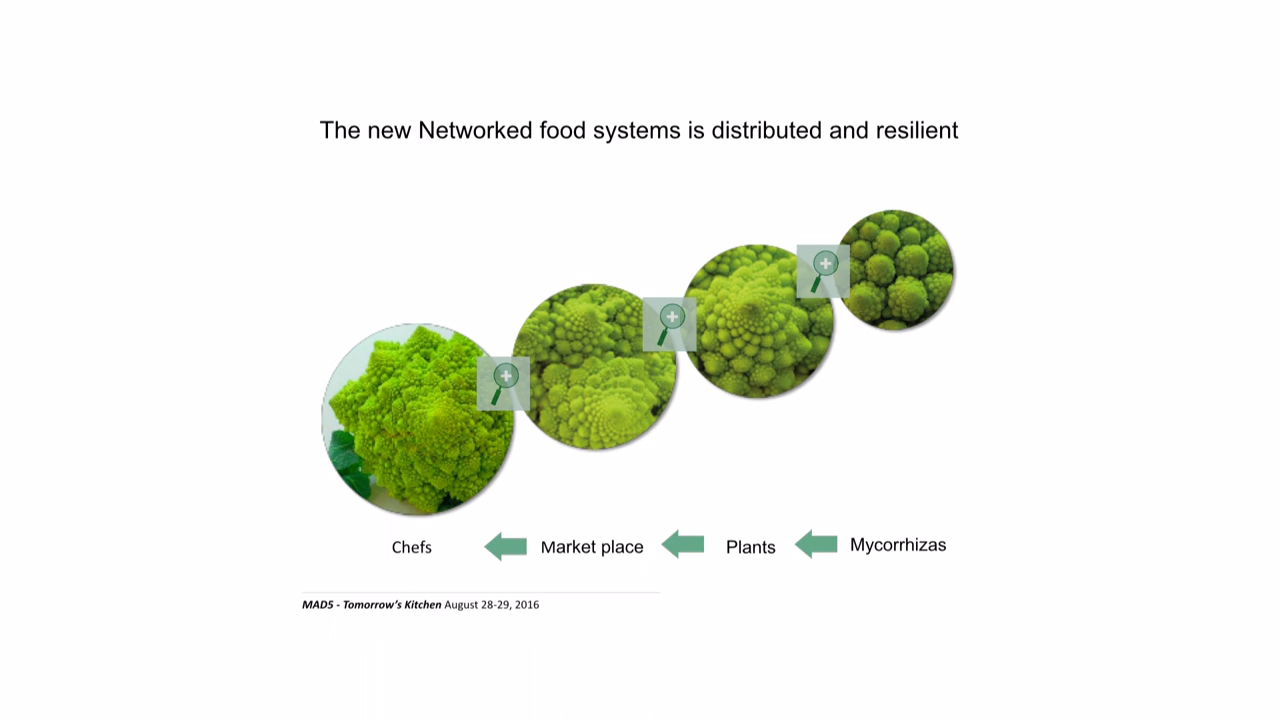 The new Networked food systems is distributed and resilient
Chefs
Market place
Plants
Mycorrhizas
MAD5 - Tomorrow's Kitchen August 28-29, 2016